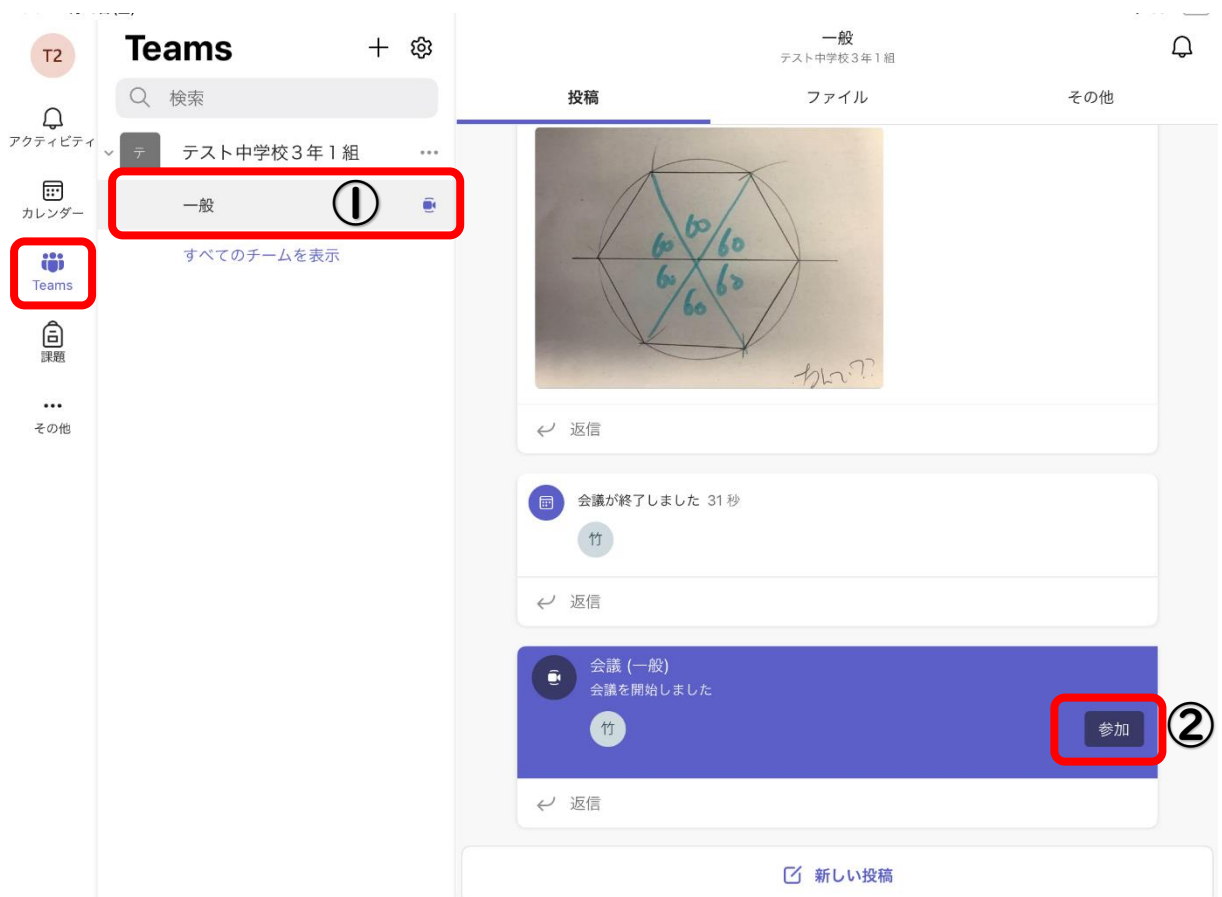 T2
Teams
検索
アクティビティ
カレンダー
Teams
課題
その他
テ
テスト中学校3年1組
一般
①
すべてのチームを表示
一般
テスト中学校3年1組
投稿
ファイル
その他
60
60
60
60
60
60
返信
会議が終了しました 31 秒
竹
返信
会議 (一般)
会議を開始しました
竹
参加
②
返信
新しい投稿